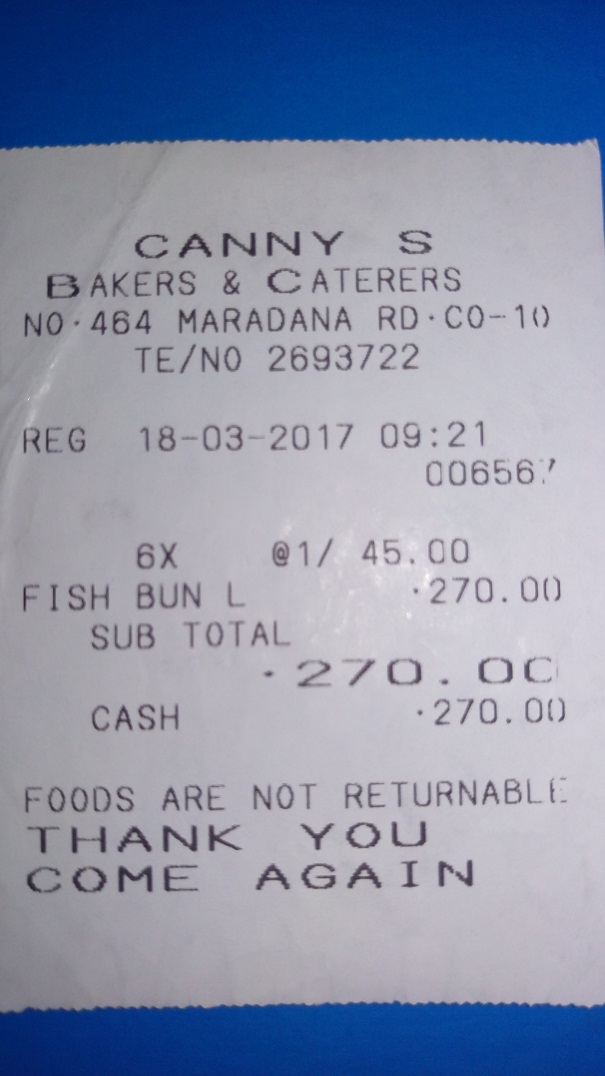 CANNY S
BAKERS & CATERERS
NO·464 MARADANA RD·CO-10
TE/NO 2693722
REG 18-03-2017 09:21
006567
6X @1/ 45.00
FISH BUN L ·270.00
SUB TOTAL
·270.00
CASH ·270.00
FOODS ARE NOT RETURNABLE
THANK YOU
COME AGAIN